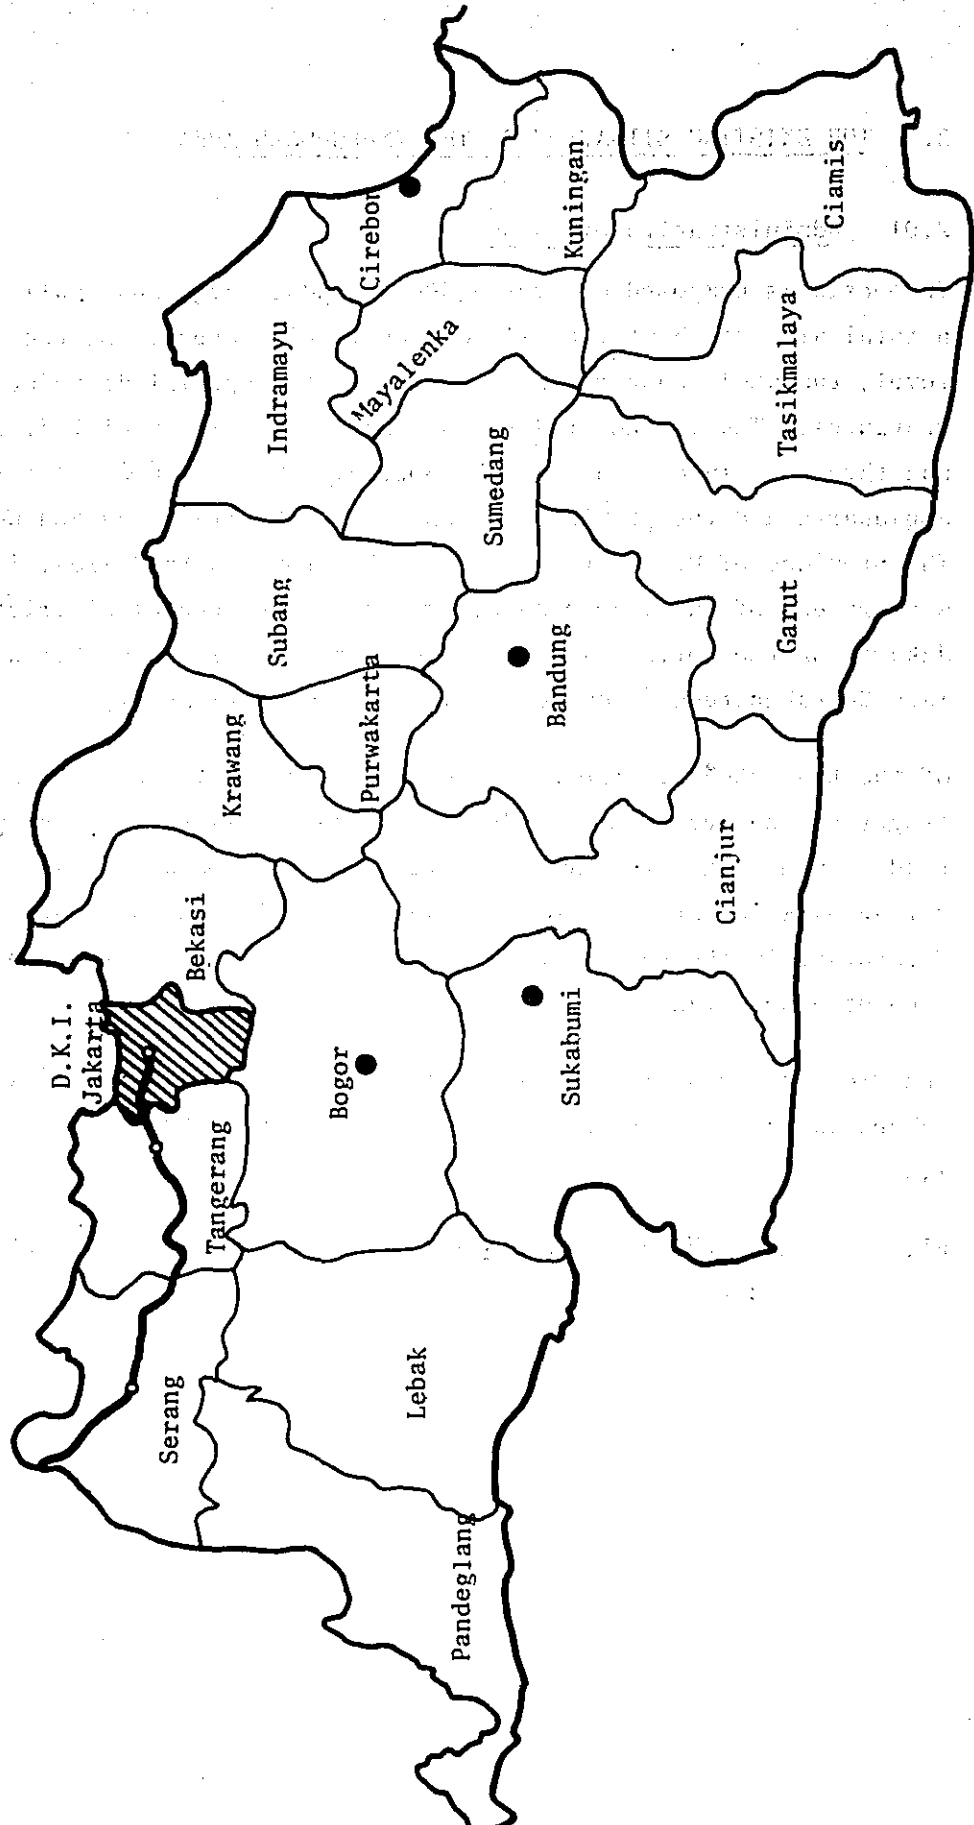 D.K.I.
Jakarta
Serang
Tangerang
Bekasi
Krawang
Subang
Indramayu
Cirebon
Pandeglang
Lebak
Bogor
Purwakarta
Mayalenka
Sumedang
Kuningan
Sukabumi
Bandung
Cianjur
Garut
Tasikmalaya
Ciamis